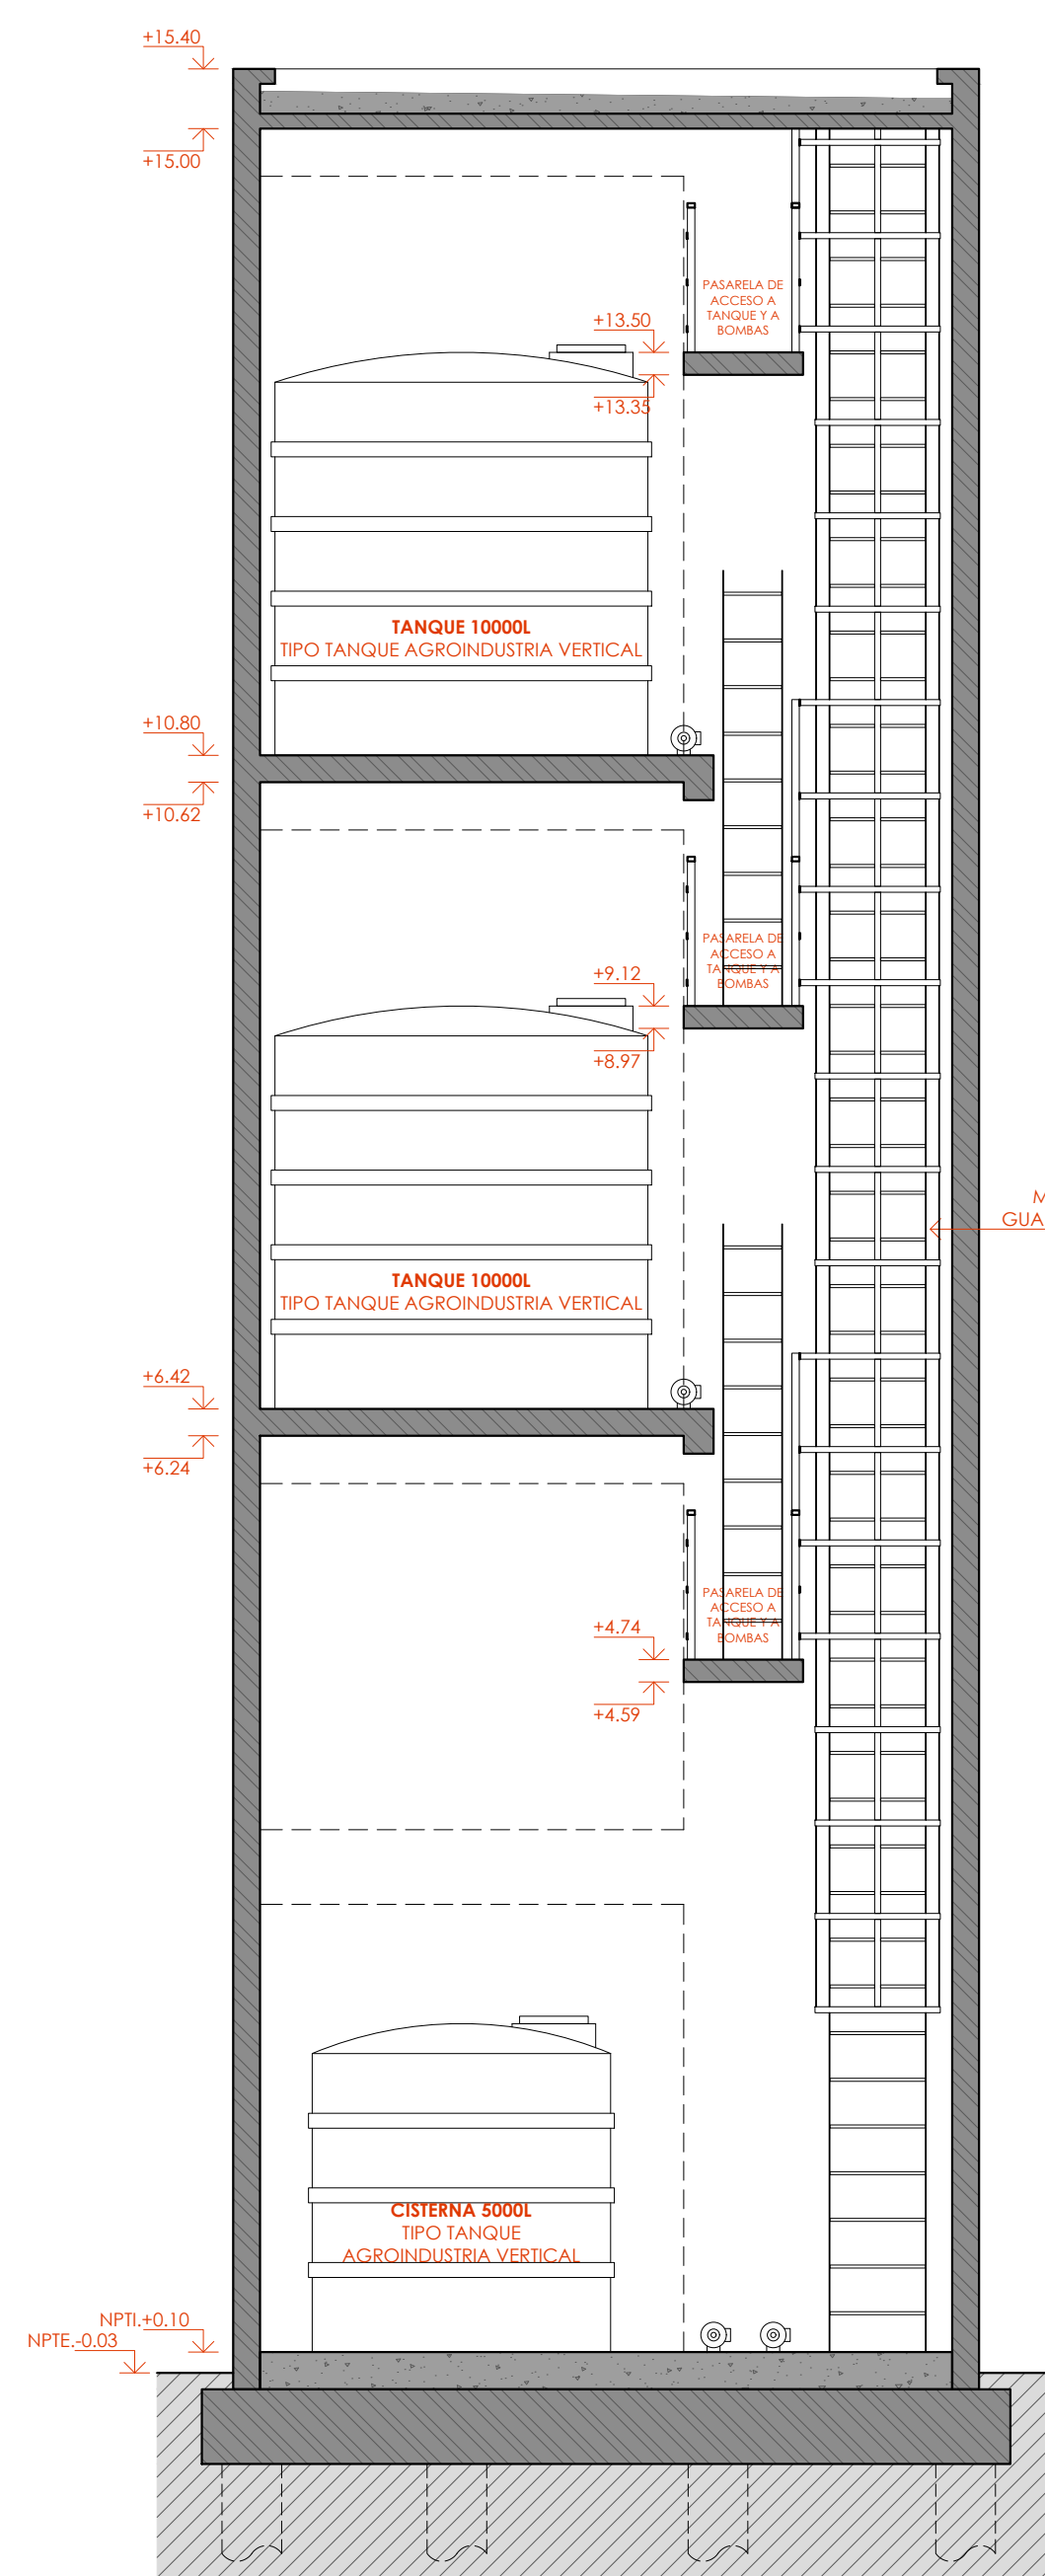 +15.40
+15.00
PASARELA DE
ACCESO A
TANQUE Y A
BOMBAS
+13.50
+13.35
TANQUE 10000L
TIPO TANQUE AGROINDUSTRIA VERTICAL
+10.80
+10.62
PASARELA DE
ACCESO A
TANQUE Y A
BOMBAS
+9.12
+8.97
M
GUA
TANQUE 10000L
TIPO TANQUE AGROINDUSTRIA VERTICAL
+6.42
+6.24
PASARELA DE
ACCESO A
TANQUE Y A
BOMBAS
+4.74
+4.59
CISTERNA 5000L
TIPO TANQUE
AGROINDUSTRIA VERTICAL
NPTI.+0.10
NPTE.-0.03